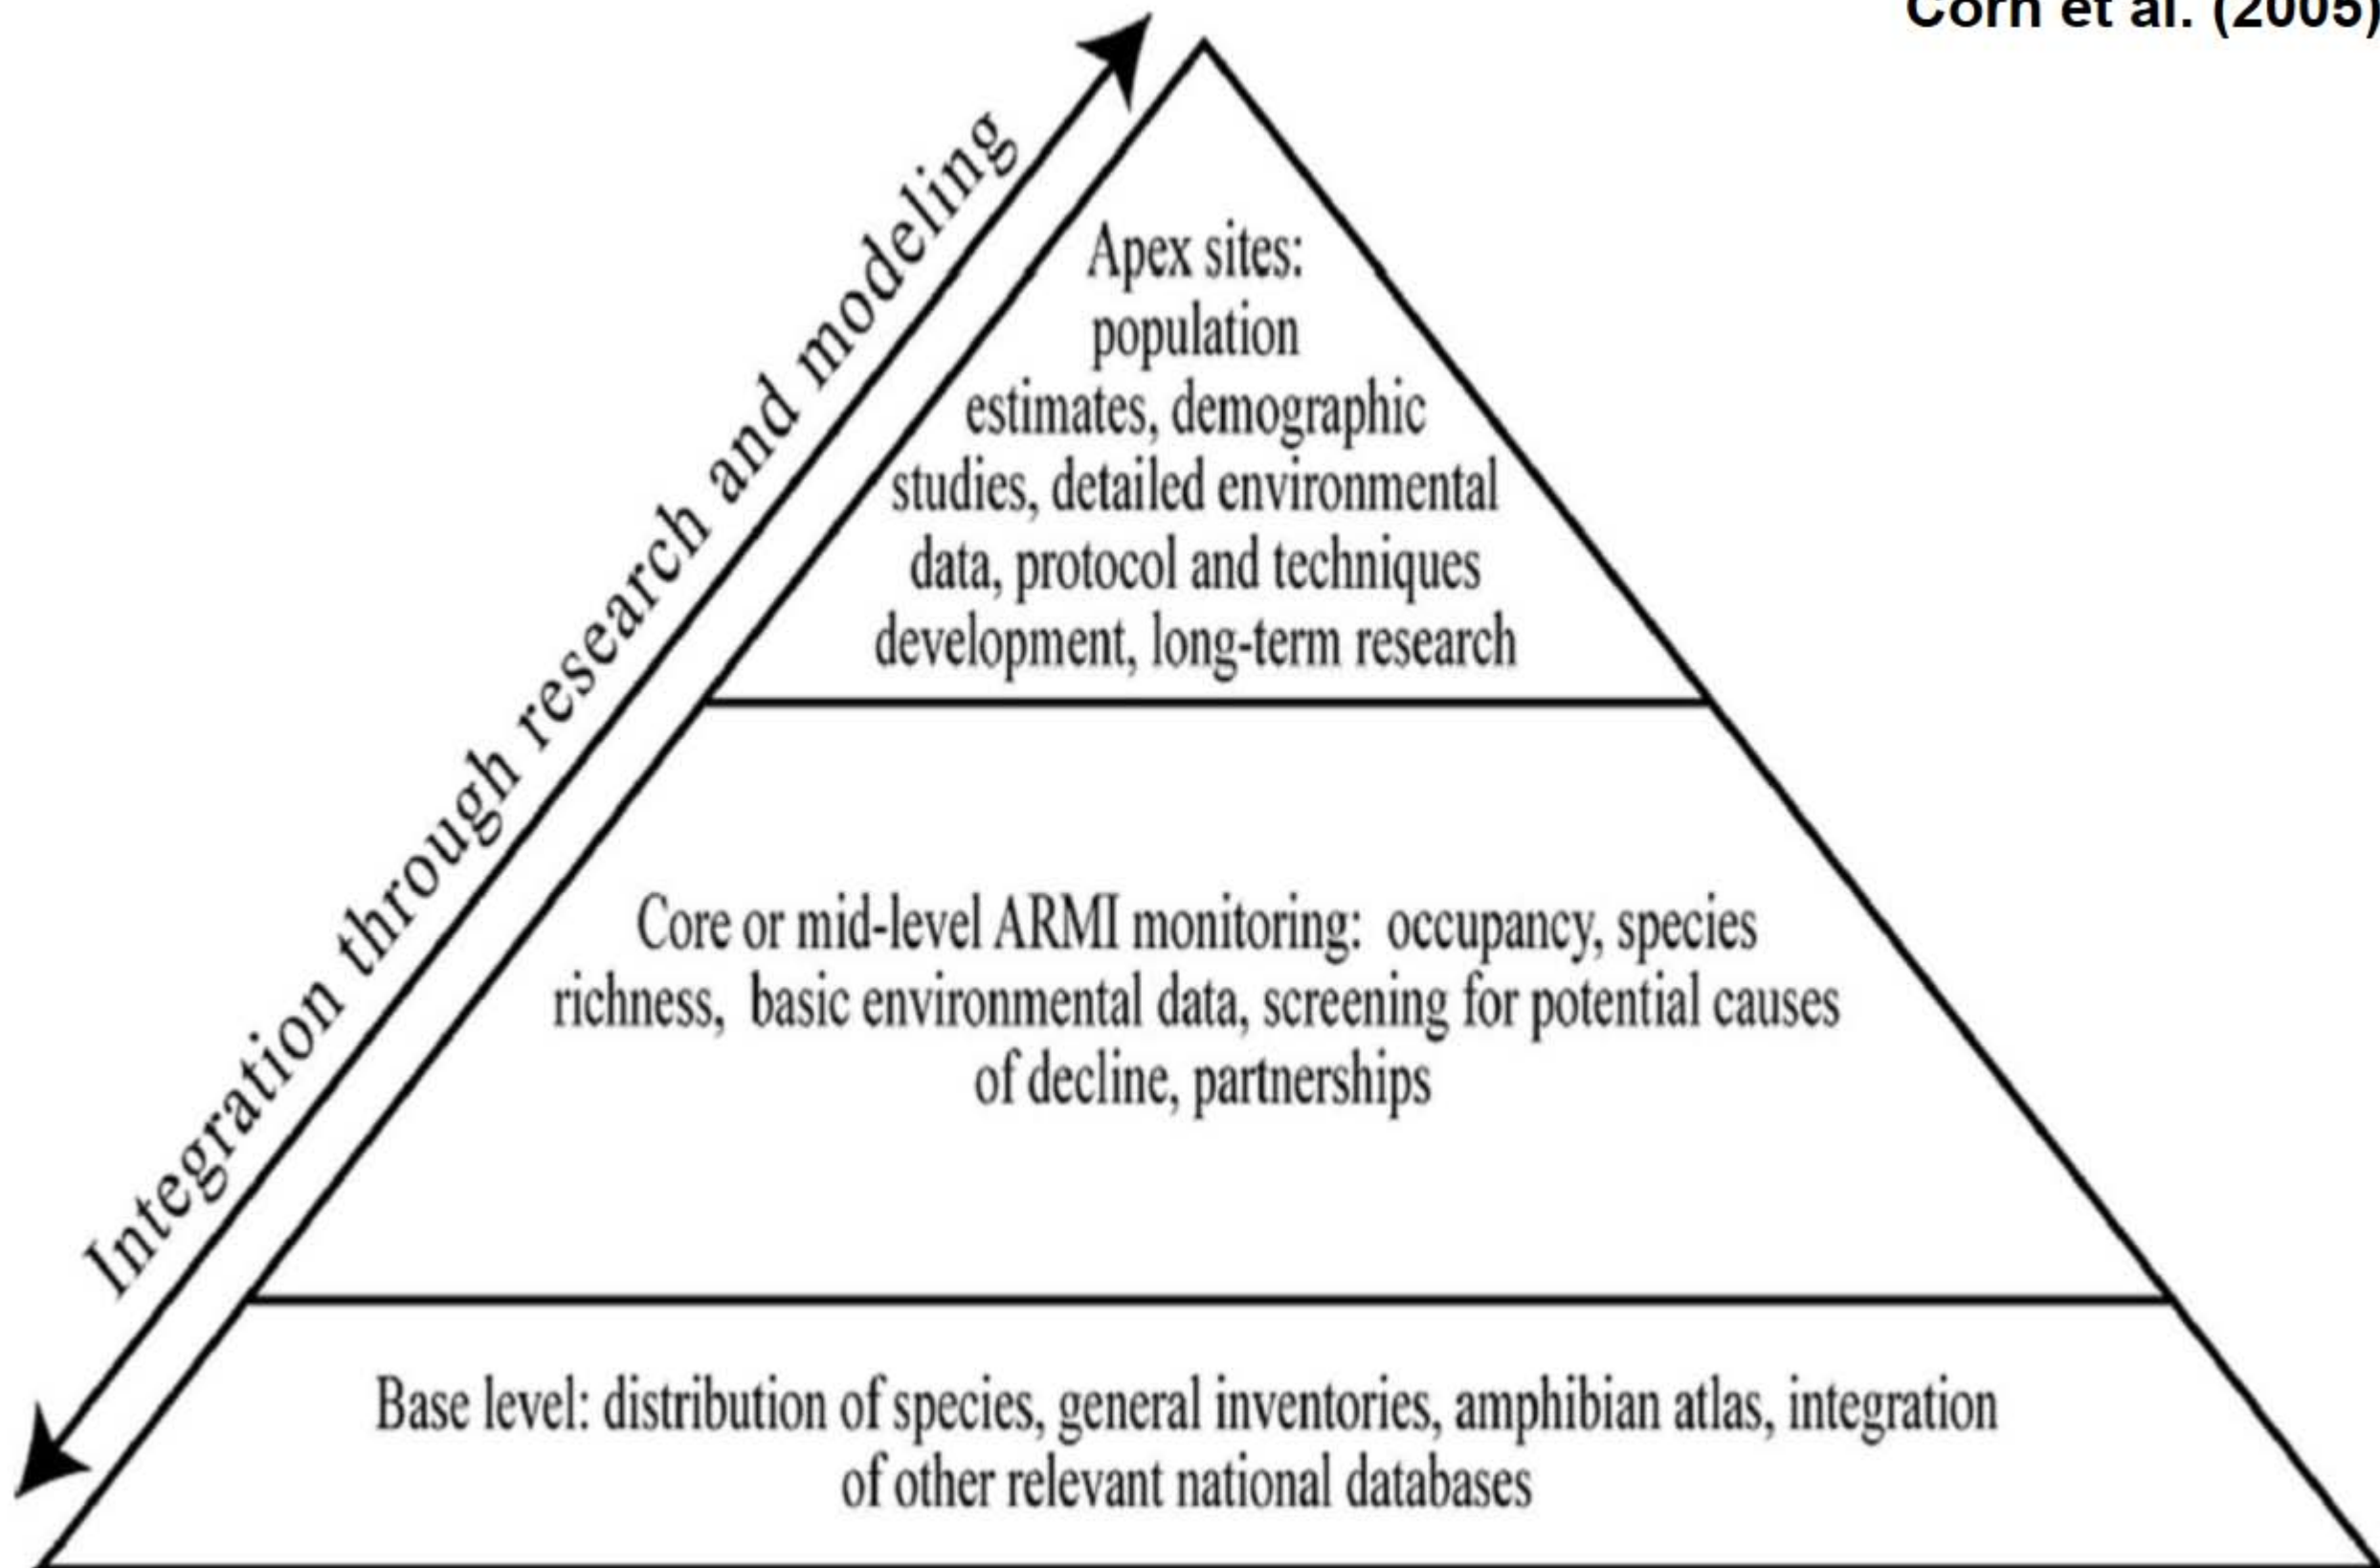 Corn et al. (2005)
Integration through research and modeling
Apex sites:
population
estimates, demographic
studies, detailed environmental
data, protocol and techniques
development, long-term research
Core or mid-level ARMI monitoring:  occupancy, species
richness,  basic environmental data, screening for potential causes
of decline, partnerships
Base level: distribution of species, general inventories, amphibian atlas, integration
of other relevant national databases